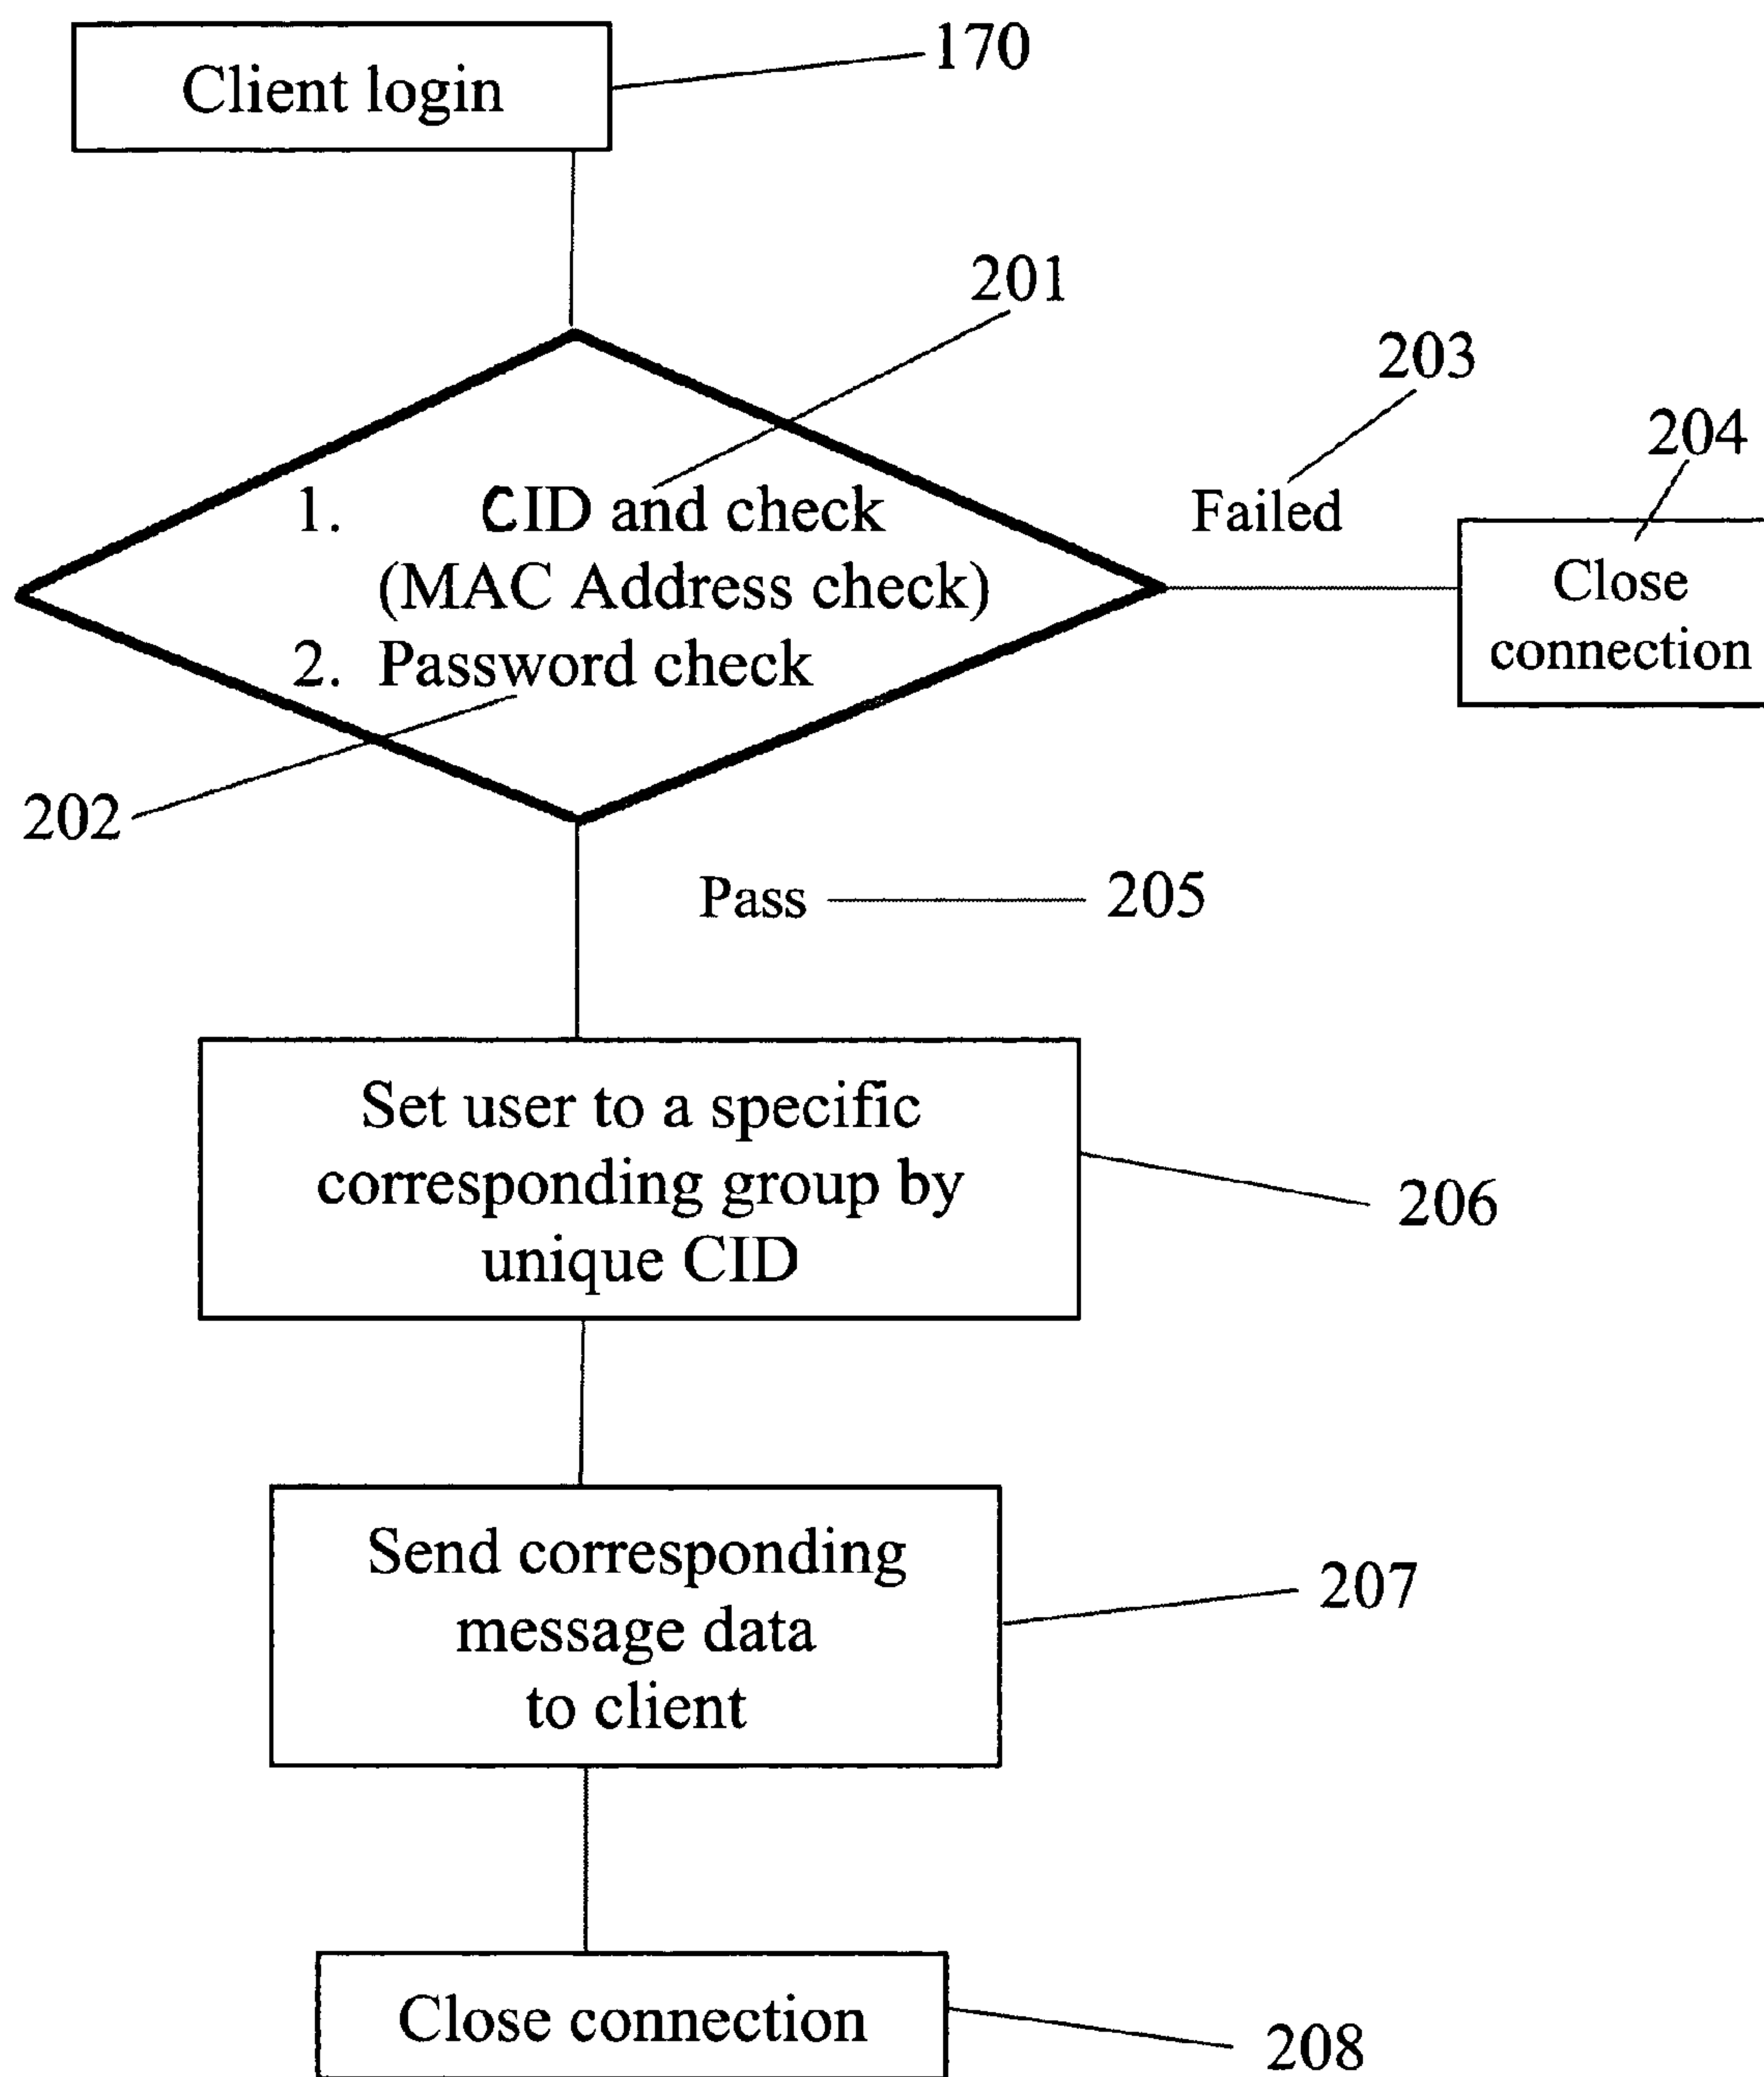 Client login
170
201
203
204
1. CID and check
(MAC Address check)
2. Password check
Failed
Close
connection
202
Pass
205
Set user to a specific
corresponding group by
unique CID
206
Send corresponding
message data
to client
207
Close connection
208